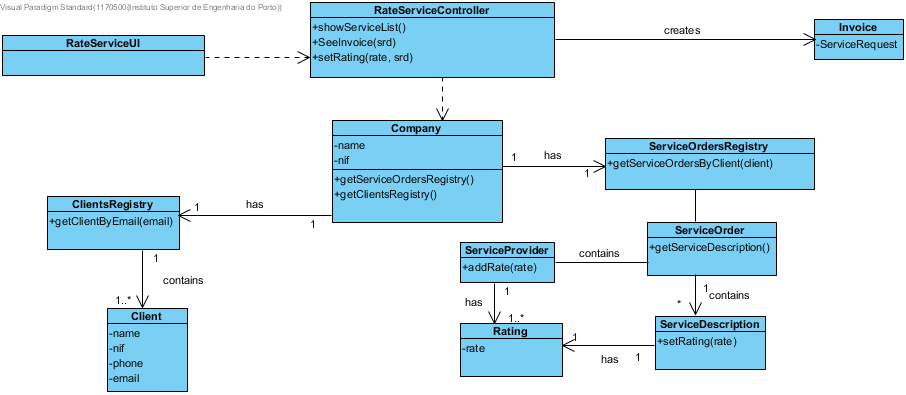 Visual Paradigm Standard(1170500(Instituto Superior de Engenharia do Porto))
RateServiceController
+showServiceList()
+SeeInvoice(srd)
+setRating(rate, srd)
RateServiceUI
creates
Invoice
-ServiceRequest
Company
-name
-nif
+getServiceOrdersRegistry()
+getClientsRegistry()
1
has
1
ServiceOrdersRegistry
+getServiceOrdersByClient(client)
ClientsRegistry
+getClientByEmail(email)
1
has
1
ServiceOrder
+getServiceDescription()
ServiceProvider
+addRate(rate)
contains
1
contains
1..*
Client
-name
-nif
-phone
-email
1
has
1..*
Rating
-rate
1
contains
*
ServiceDescription
+setRating(rate)
1
has
1